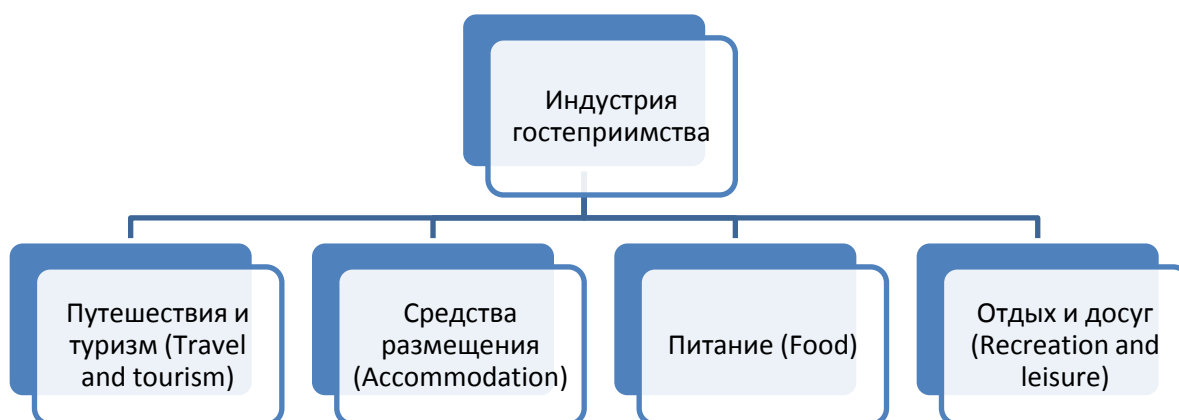 Индустрия
гостеприимства
Путешествия и
туризм (Travel
and tourism)
Средства
размещения
(Accommodation)
Питание (Food)
Отдых и досуг
(Recreation and
leisure)